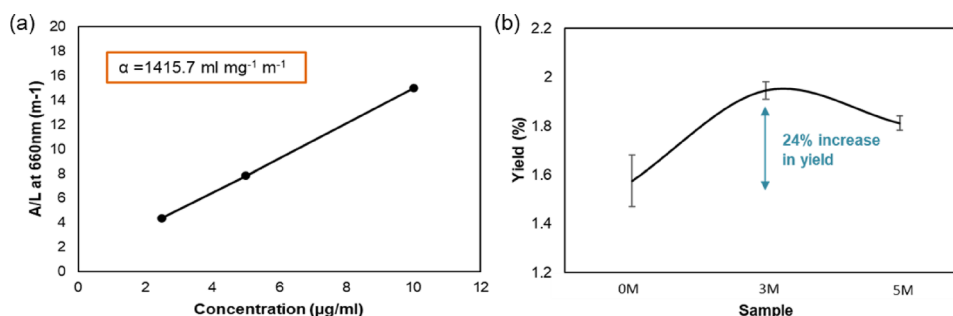 (a)
α =1415.7 ml mg⁻¹ m⁻¹
A/L at 660nm (m-1)
20
18
16
14
12
10
8
6
4
2
0
0 2 4 6 8 10 12
Concentration (µg/ml)
(b)
Yield (%)
2.2
2
1.8
1.6
1.4
1.2
24% increase
in yield
0M 3M 5M
Sample